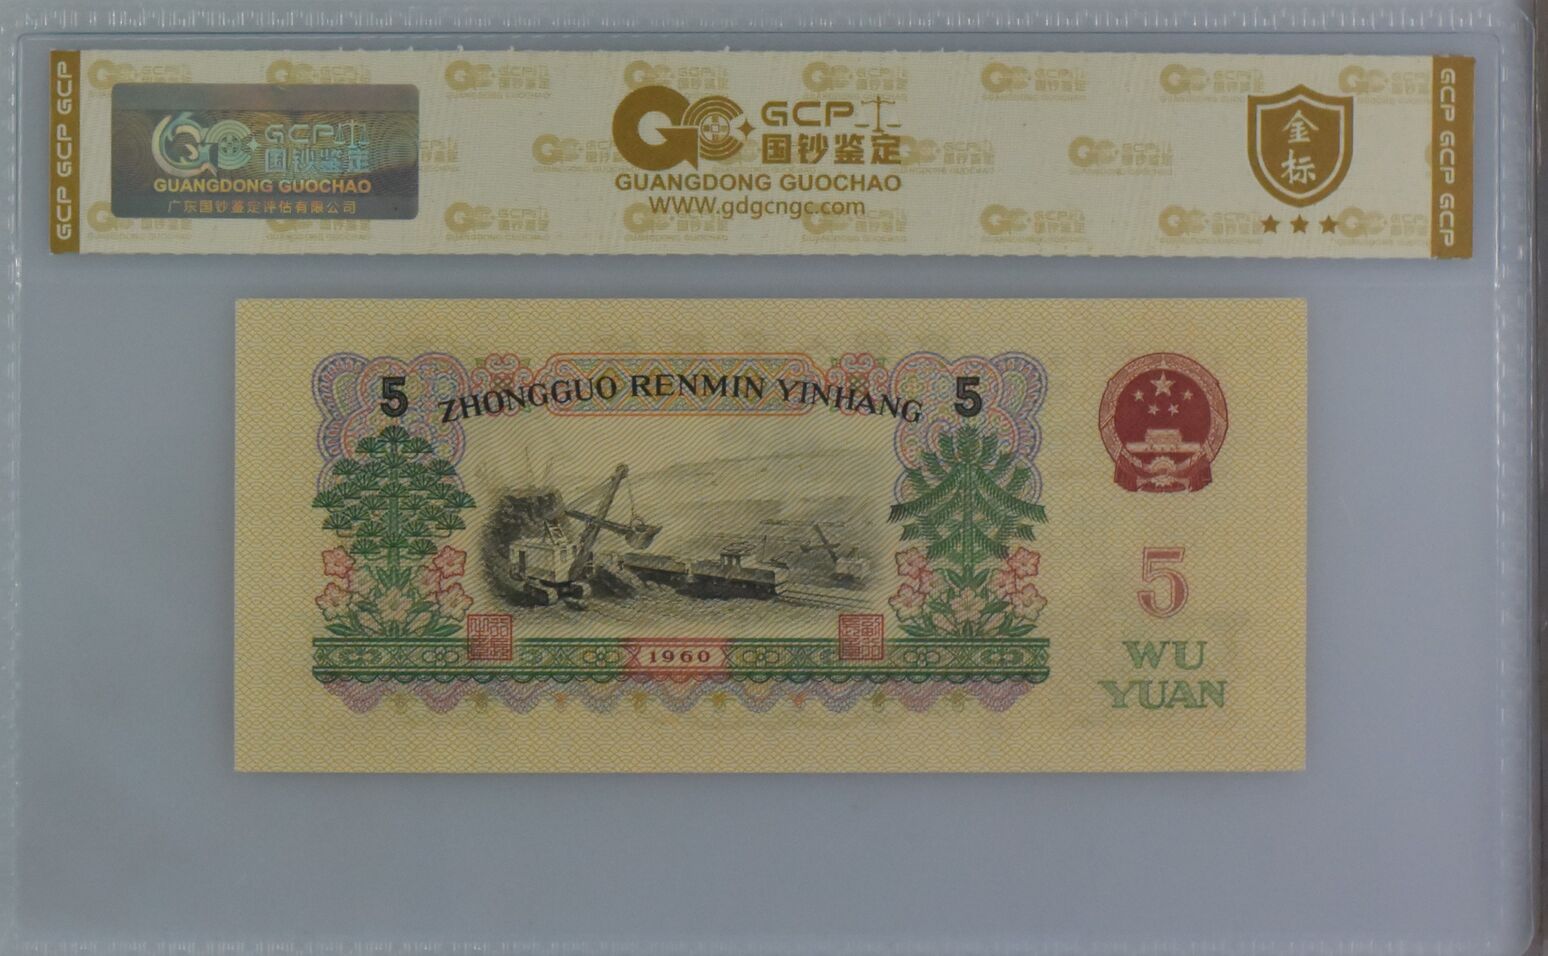 GCP GCP GCP
GCP
国钞鉴定
GUANGDONG GUOCHAO
广东国钞鉴定评估有限公司
GCP
国钞鉴定
GUANGDONG GUOCHAO
www.gdgcngc.com
金标
GCP GCP GCP
5
ZHONGGUO RENMIN YINHANG
5
1960
5
WU
YUAN